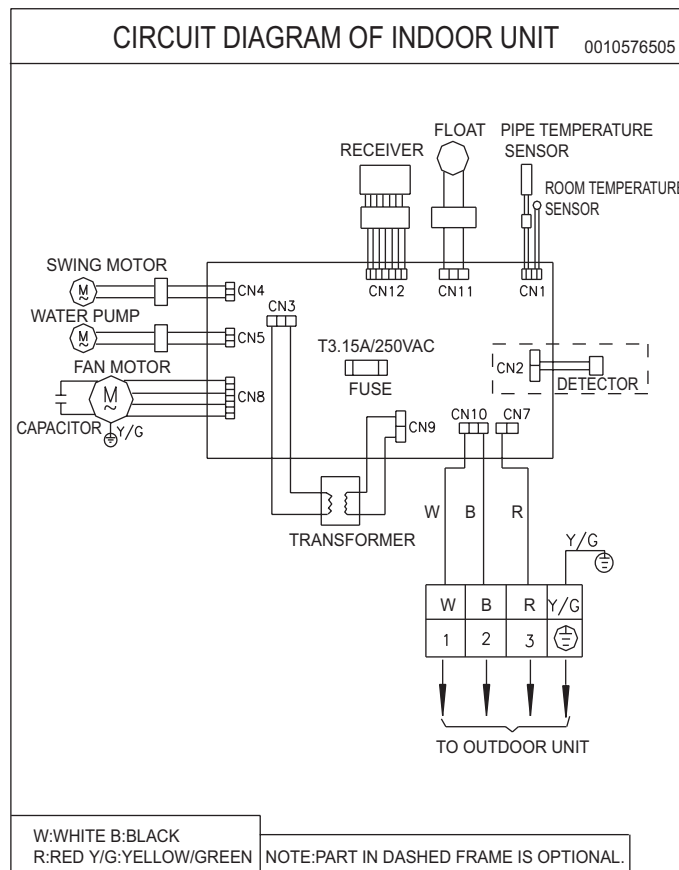 CIRCUIT DIAGRAM OF INDOOR UNIT 0010576505
FLOAT
PIPE TEMPERATURE
SENSOR
RECEIVER
ROOM TEMPERATURE
SENSOR
SWING MOTOR
M
~
CN4
CN12
CN11
CN1
CN3
WATER PUMP
M
~
CN5
T3.15A/250VAC
FUSE
CN2
DETECTOR
FAN MOTOR
M
~
CN8
CAPACITOR
Y/G
CN9
CN10
CN7
TRANSFORMER
W
B
R
Y/G
W B R Y/G
1 2 3
TO OUTDOOR UNIT
W:WHITE B:BLACK
R:RED Y/G:YELLOW/GREEN
NOTE:PART IN DASHED FRAME IS OPTIONAL.